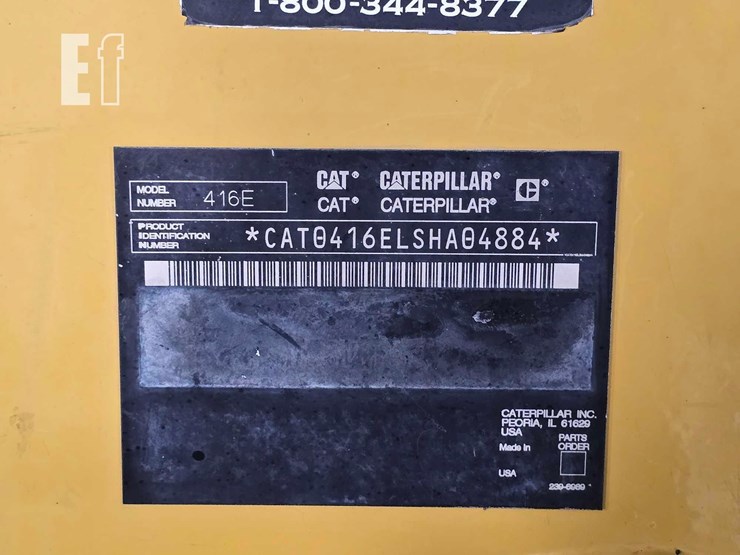 1-800-344-8377
Ef
MODEL NUMBER 416E
CAT® CATERPILLAR® C®
CAT® CATERPILLAR®
PRODUCT IDENTIFICATION NUMBER *CAT0416ELSHA04884*
CATERPILLAR INC.
PEORIA, IL 61629
USA
PARTS ORDER
Made In
USA
239-6989